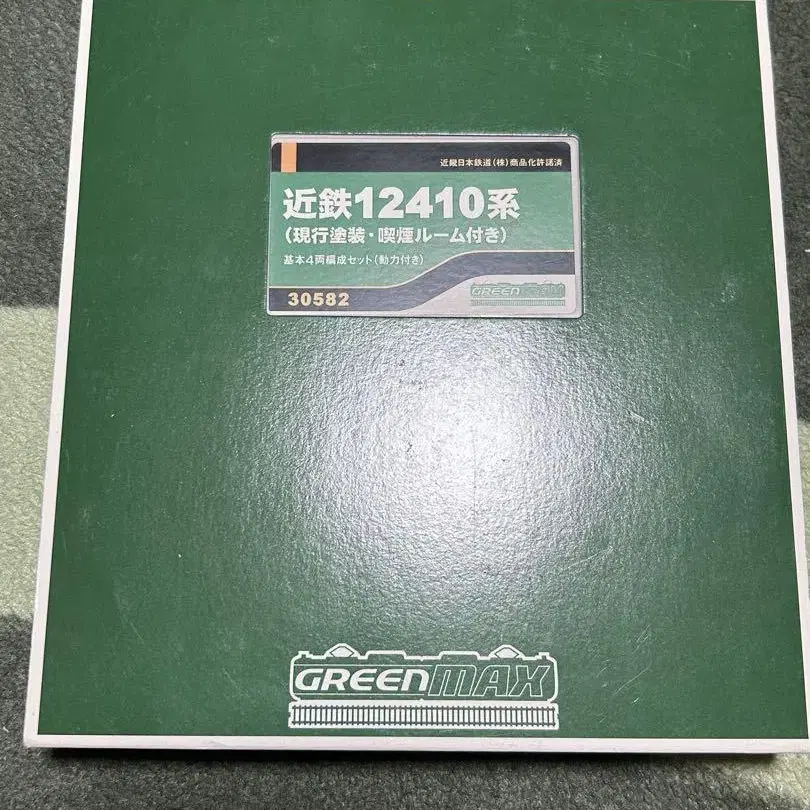 近畿日本鉄道(株)商品化許諾済
近鉄12410系
(現行塗装・喫煙ルーム付き)
基本4両編成セット(動力付き)
30582
GREENMAX
GREENMAX